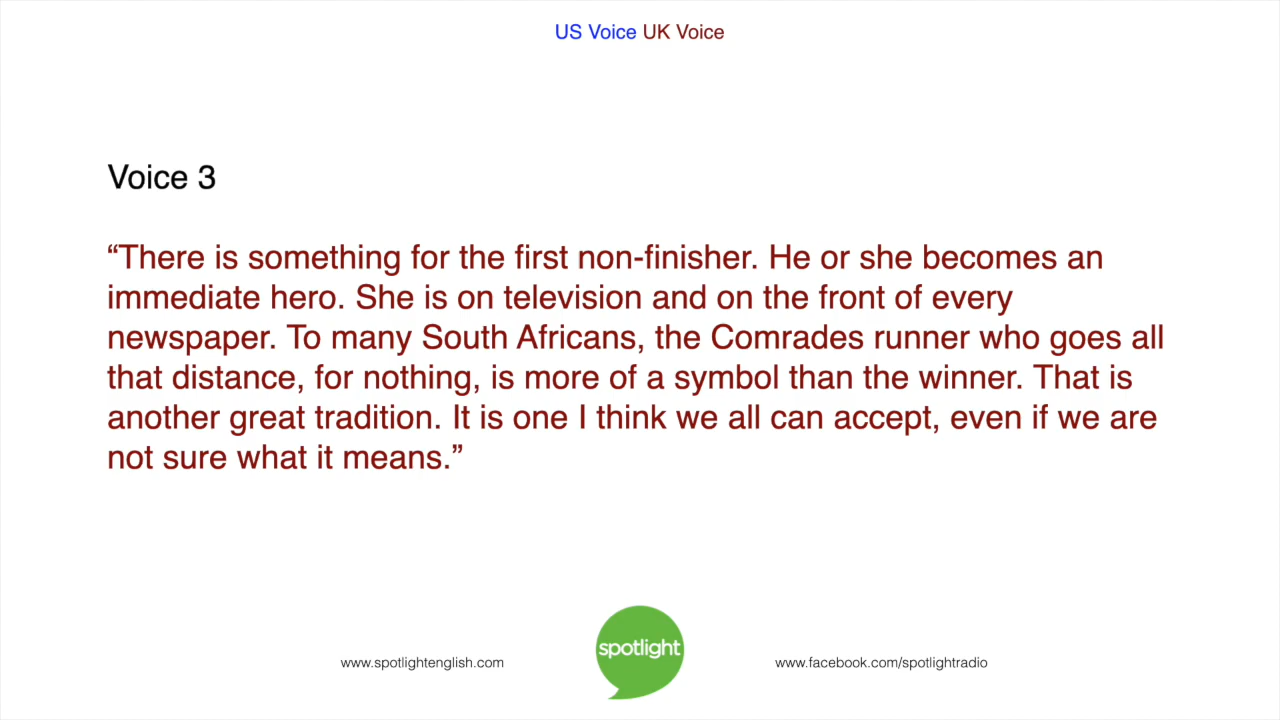 US Voice UK Voice
Voice 3
“There is something for the first non-finisher. He or she becomes an
immediate hero. She is on television and on the front of every
newspaper. To many South Africans, the Comrades runner who goes all
that distance, for nothing, is more of a symbol than the winner. That is
another great tradition. It is one I think we all can accept, even if we are
not sure what it means.”
spotlight
www.spotlightenglish.com
www.facebook.com/spotlightradio